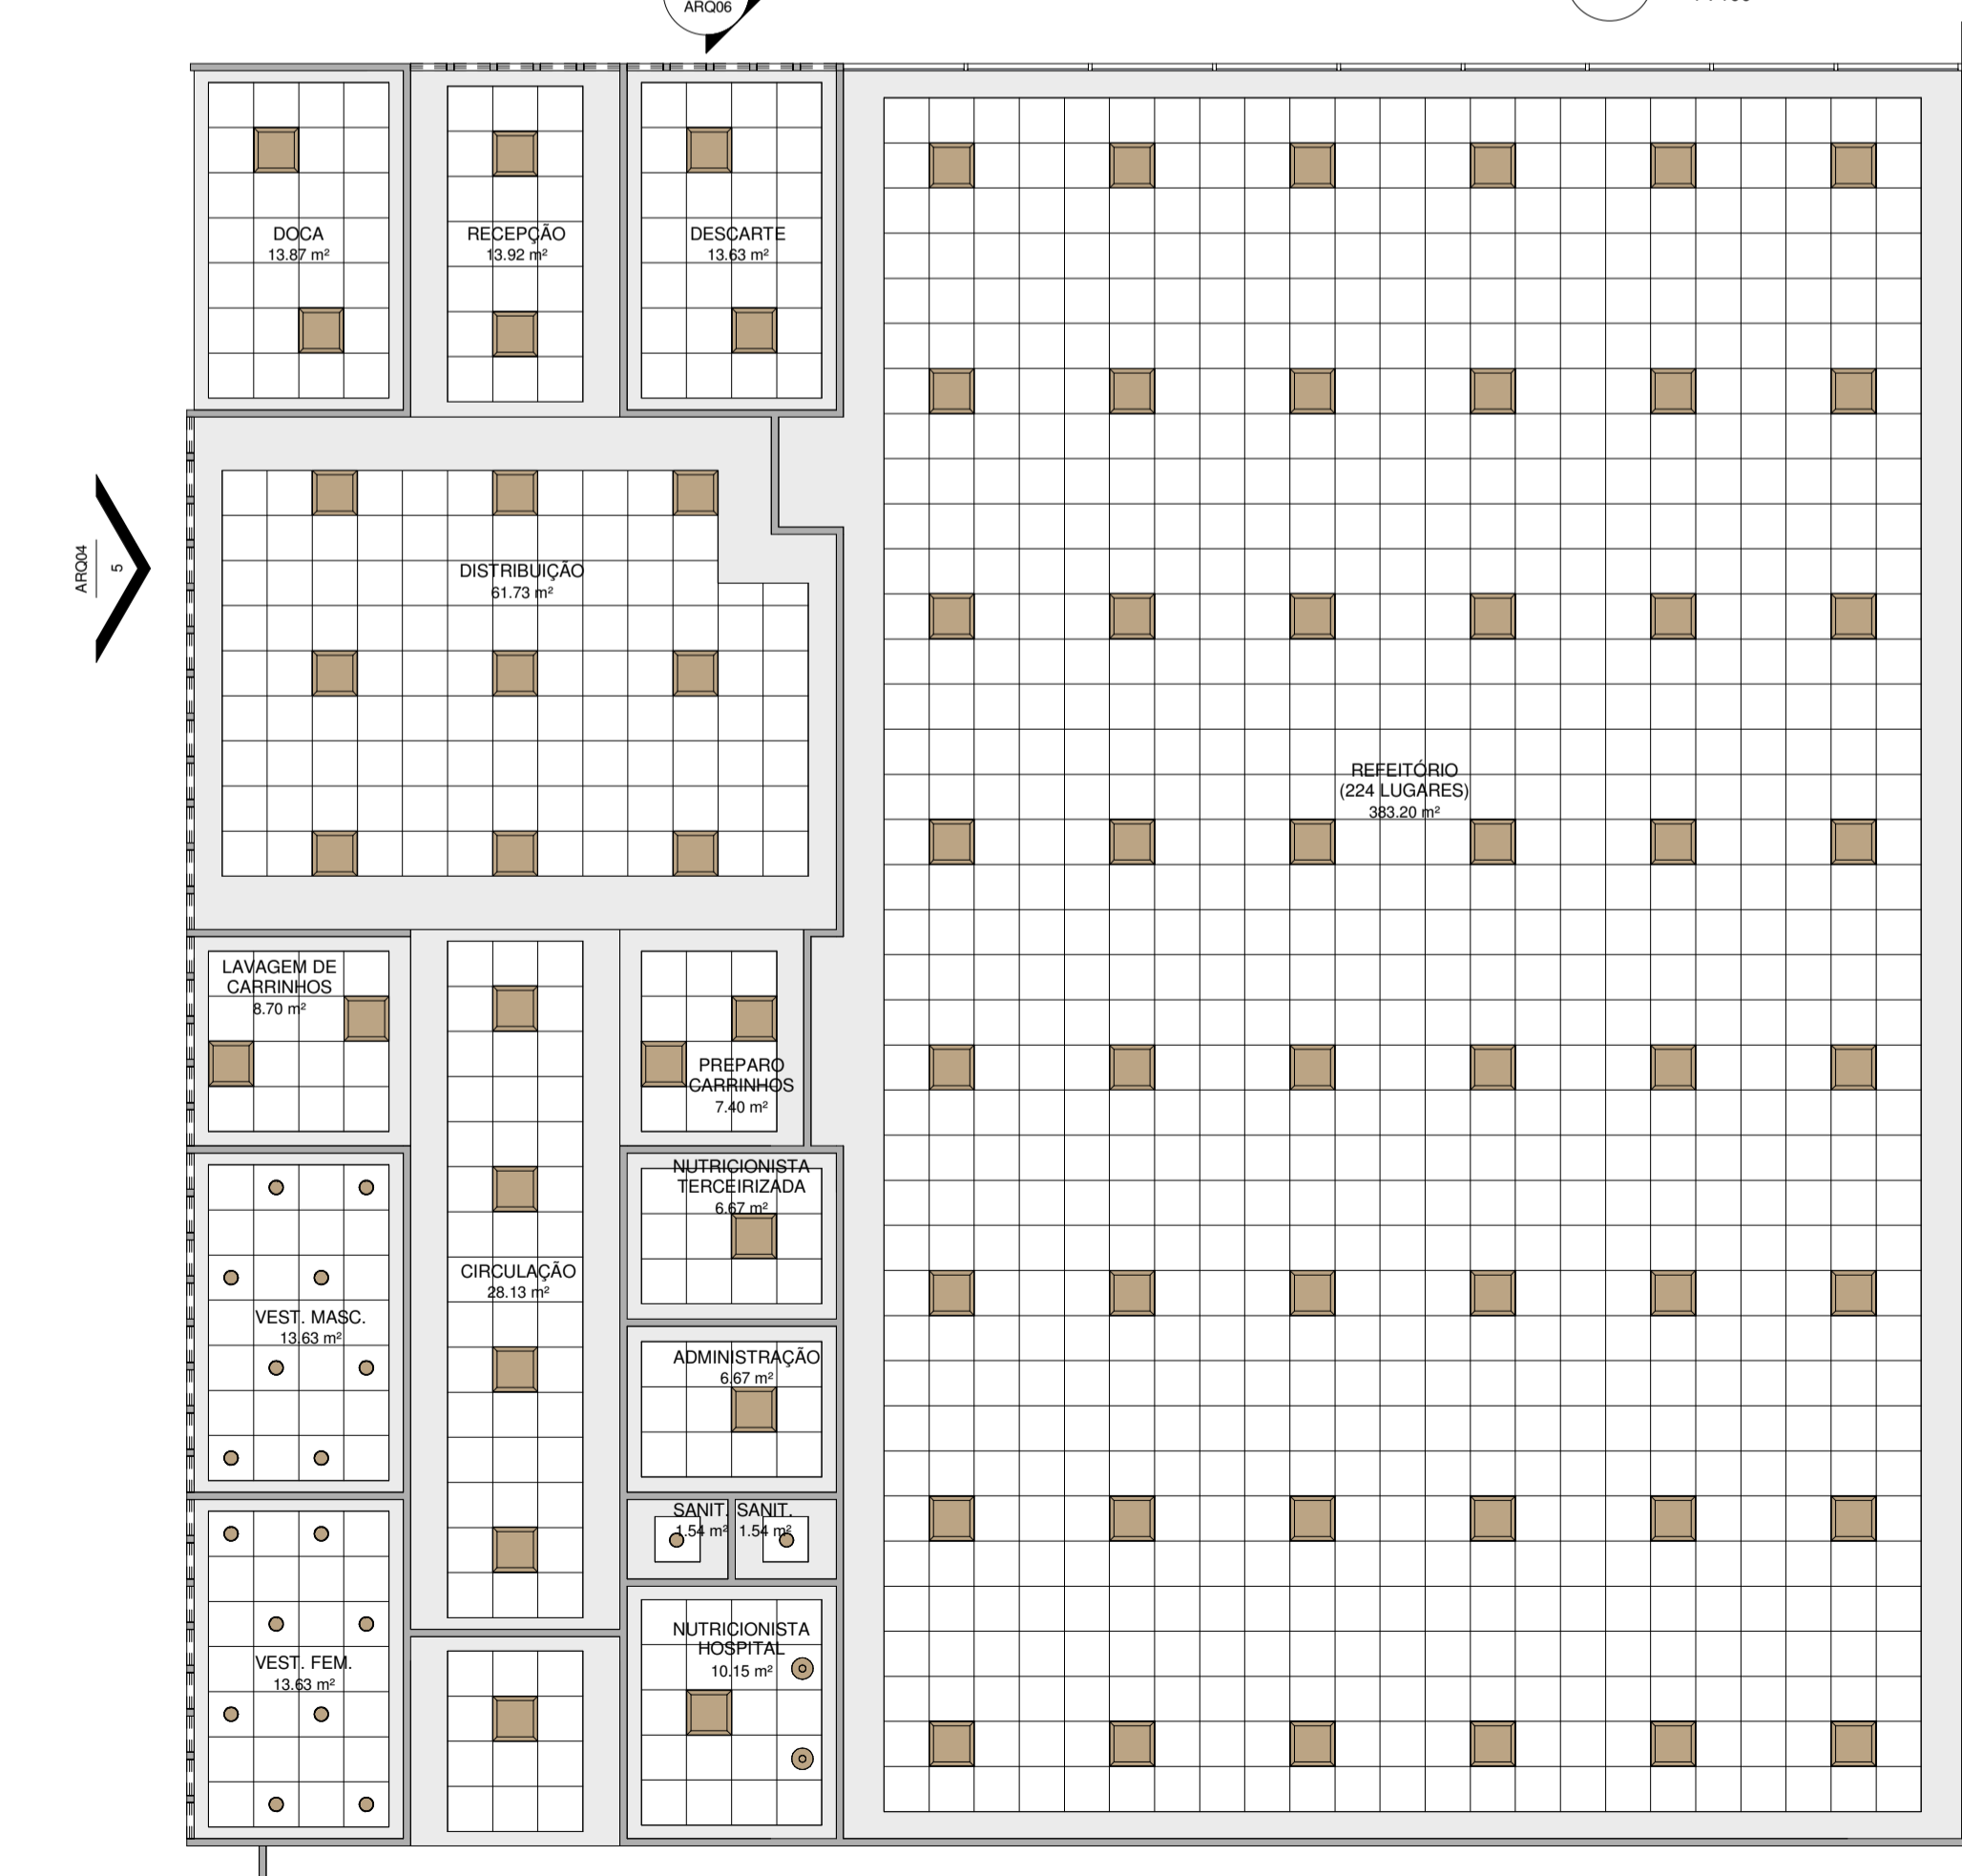 ARQ06
DOCA
13.87 m²
RECEPÇÃO
13.92 m²
DESCARTE
13.63 m²
ARQ04
5
DISTRIBUIÇÃO
61.73 m²
REFEITÓRIO
(224 LUGARES)
383.20 m²
LAVAGEM DE
CARRINHOS
8.70 m²
PREPARO
CARRINHOS
7.40 m²
NUTRICIONISTA
TERCEIRIZADA
6.67 m²
CIRCULAÇÃO
28.13 m²
VEST. MASC.
13.63 m²
ADMINISTRAÇÃO
6.67 m²
SANIT.
1.54 m²
SANIT.
1.54 m²
NUTRICIONISTA
HOSPITAL
10.15 m²
VEST. FEM.
13.63 m²